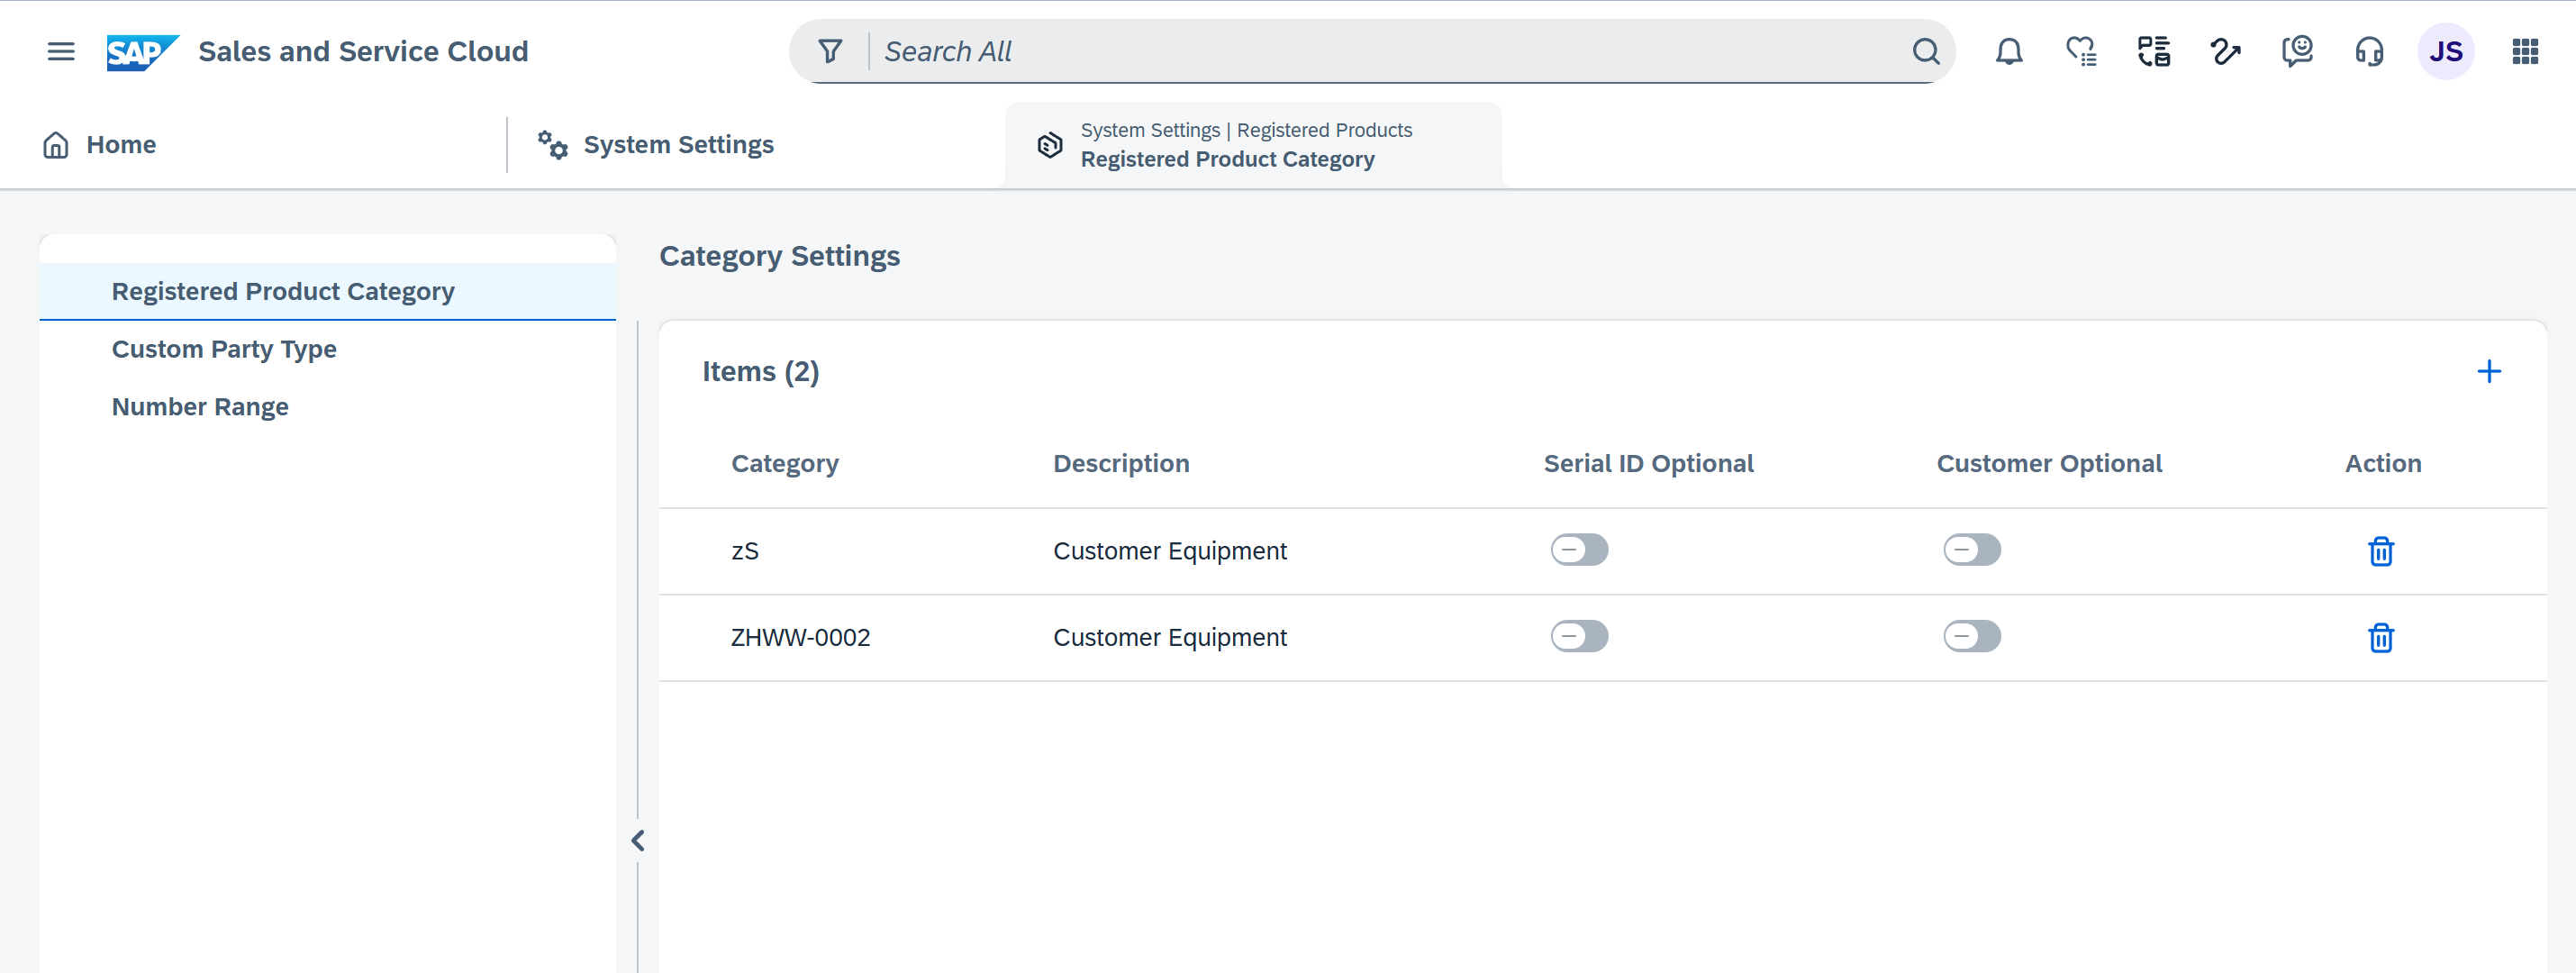 SAP Sales and Service Cloud
Search All
JS
Home
System Settings
System Settings | Registered Products
Registered Product Category
Registered Product Category
Custom Party Type
Number Range
Category Settings
Items (2)
Category Description Serial ID Optional Customer Optional Action
zS Customer Equipment
ZHWW-0002 Customer Equipment